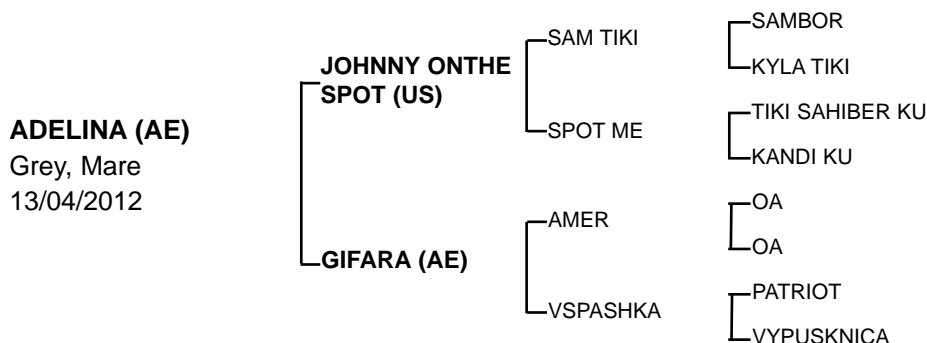 ADELINA (AE)
Grey, Mare
13/04/2012
JOHNNY ONTHE
SPOT (US)
GIFARA (AE)
SAM TIKI
SPOT ME
AMER
VSPASHKA
SAMBOR
KYLA TIKI
TIKI SAHIBER KU
KANDI KU
OA
OA
PATRIOT
VYPUSKNICA